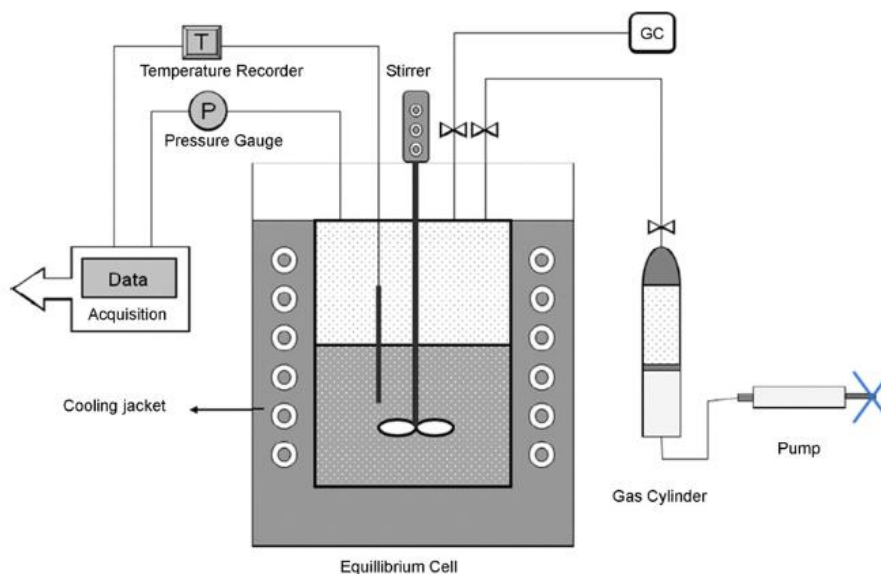 GC
T
Temperature Recorder
Stirrer
P
Pressure Gauge
Data
Acquisition
Cooling jacket
Pump
Gas Cylinder
Equillibrium Cell